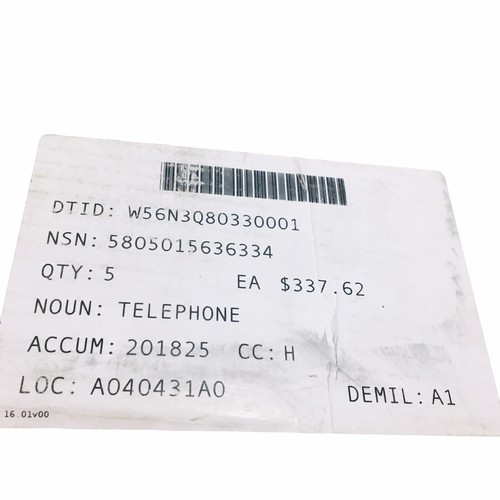 DTID: W56N3Q80330001
NSN: 5805015636334
QTY: 5 EA $337.62
NOUN: TELEPHONE
ACCUM: 201825 CC: H
LOC: A040431A0 DEMIL: A1
16.01v00